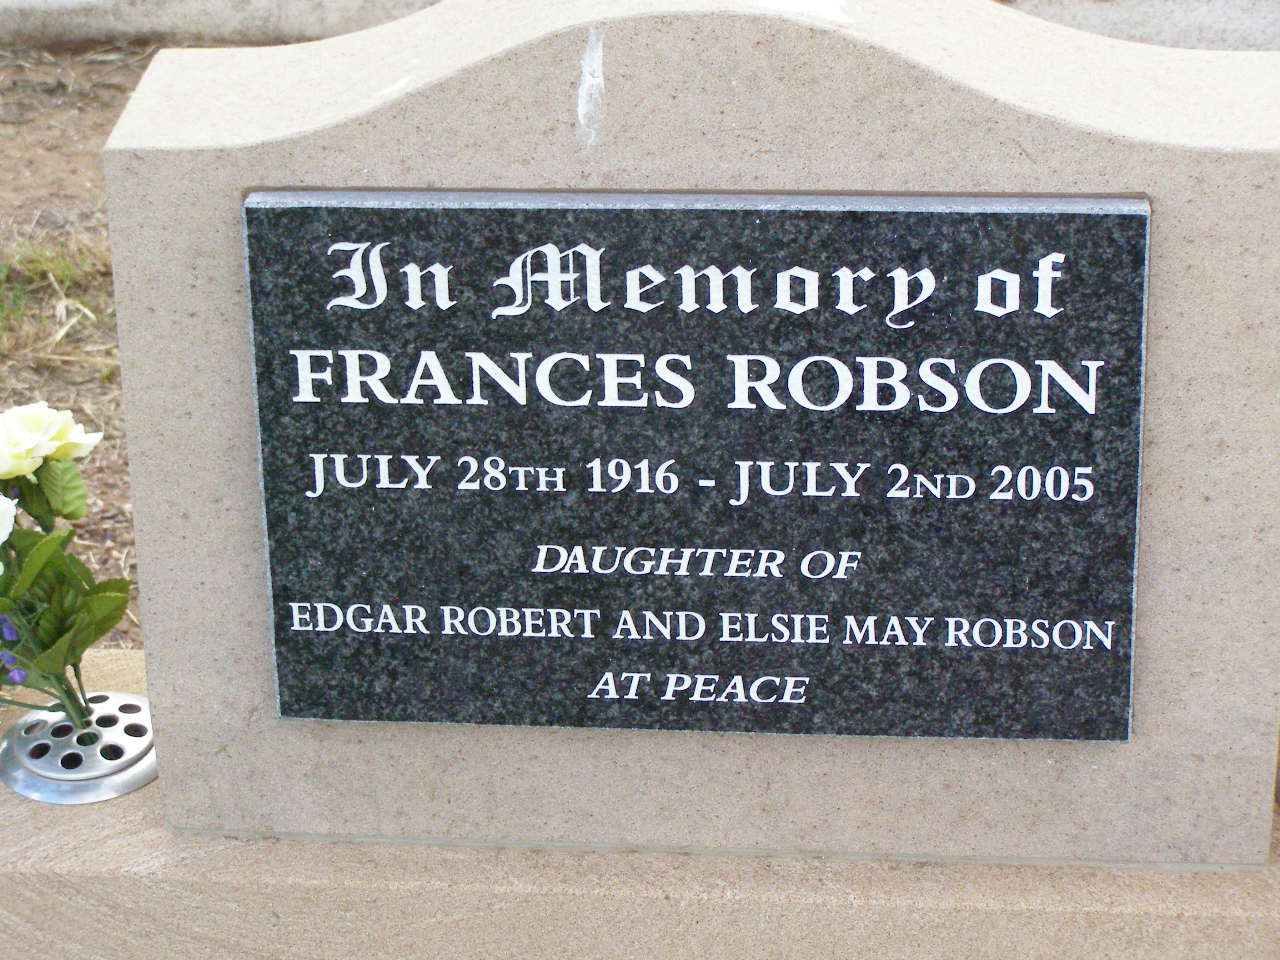 In Memory of
FRANCES ROBSON
JULY 28TH 1916 - JULY 2ND 2005
DAUGHTER OF
EDGAR ROBERT AND ELSIE MAY ROBSON
AT PEACE